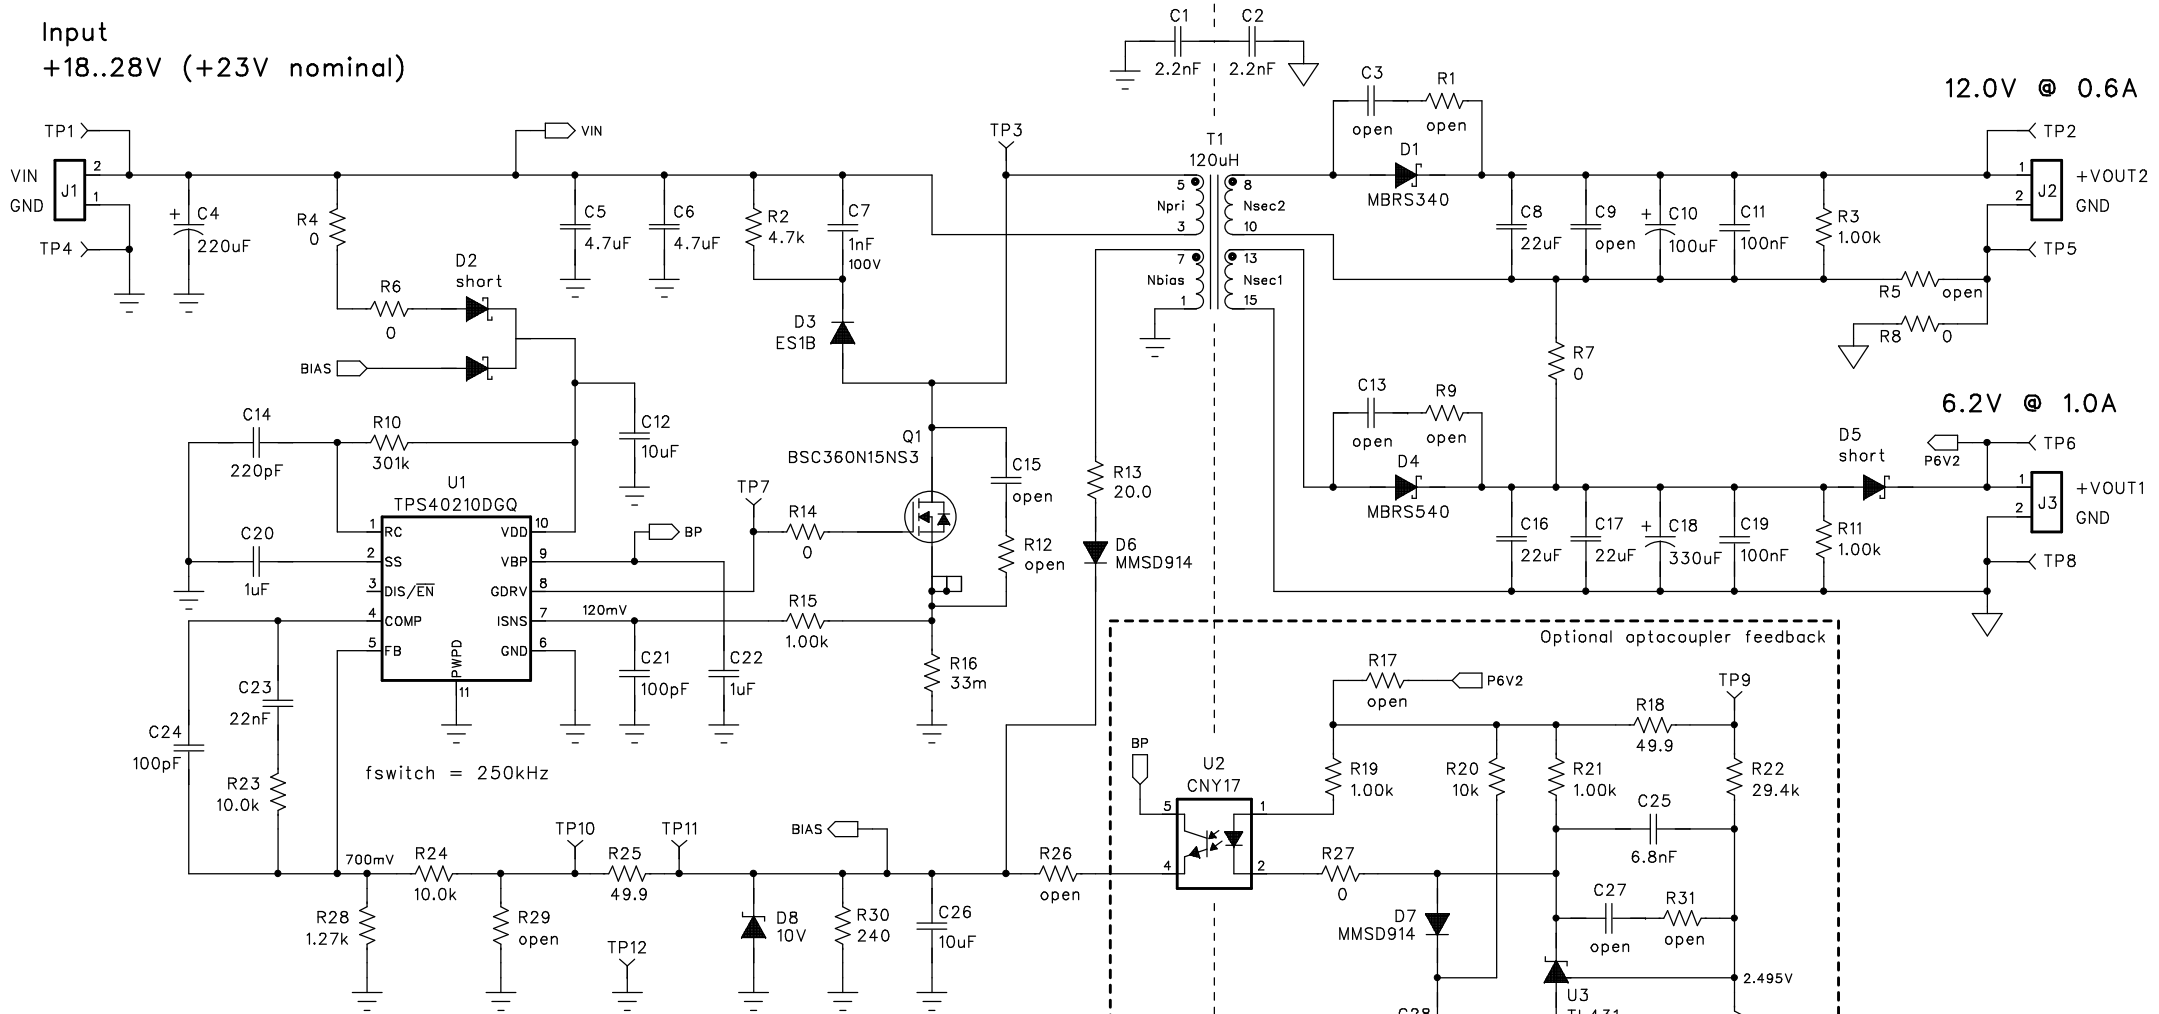 Input
+18..28V (+23V nominal)
C1
2.2nF
C2
2.2nF
C3
open
R1
open
12.0V @ 0.6A
TP1
VIN
TP3
T1
120uH
D1
MBRS340
TP2
VIN
GND
J1
2
1
TP4
C4
+
220uF
R4
0
C5
4.7uF
C6
4.7uF
R2
4.7k
C7
1nF
100V
5
Npri
3
8
Nsec2
10
7
Nbias
1
13
Nsec1
15
C8
22uF
C9
open
+
C10
100uF
C11
100nF
R3
1.00k
1
2
J2
+VOUT2
GND
TP5
R5
open
R8
0
D2
short
R6
0
BIAS
D3
ES1B
R7
0
C13
open
R9
open
D4
MBRS540
6.2V @ 1.0A
D5
short
P6V2
TP6
1
2
J3
+VOUT1
GND
TP8
C14
220pF
R10
301k
C12
10uF
Q1
BSC360N15NS3
C15
open
R12
open
R13
20.0
D6
MMSD914
C16
22uF
C17
22uF
+
C18
330uF
C19
100nF
R11
1.00k
U1
TPS40210DGQ
1
RC
2
SS
3
DIS/EN
4
COMP
5
FB
PWPD
11
VDD
10
VBP
9
GDRV
8
ISNS
7
GND
6
C20
1uF
BP
TP7
R14
0
120mV
R15
1.00k
C21
100pF
C22
1uF
R16
33m
C23
22nF
C24
100pF
R23
10.0k
fswitch = 250kHz
Optional optocoupler feedback
R17
open
P6V2
TP9
R18
49.9
BP
U2
CNY17
5
4
1
2
R19
1.00k
R20
10k
R21
1.00k
R22
29.4k
C25
6.8nF
700mV
R24
10.0k
TP10
R25
49.9
TP11
BIAS
R26
open
R27
0
R28
1.27k
R29
open
TP12
D8
10V
R30
240
C26
10uF
D7
MMSD914
C27
open
R31
open
2.495V
U3
TL431
C28